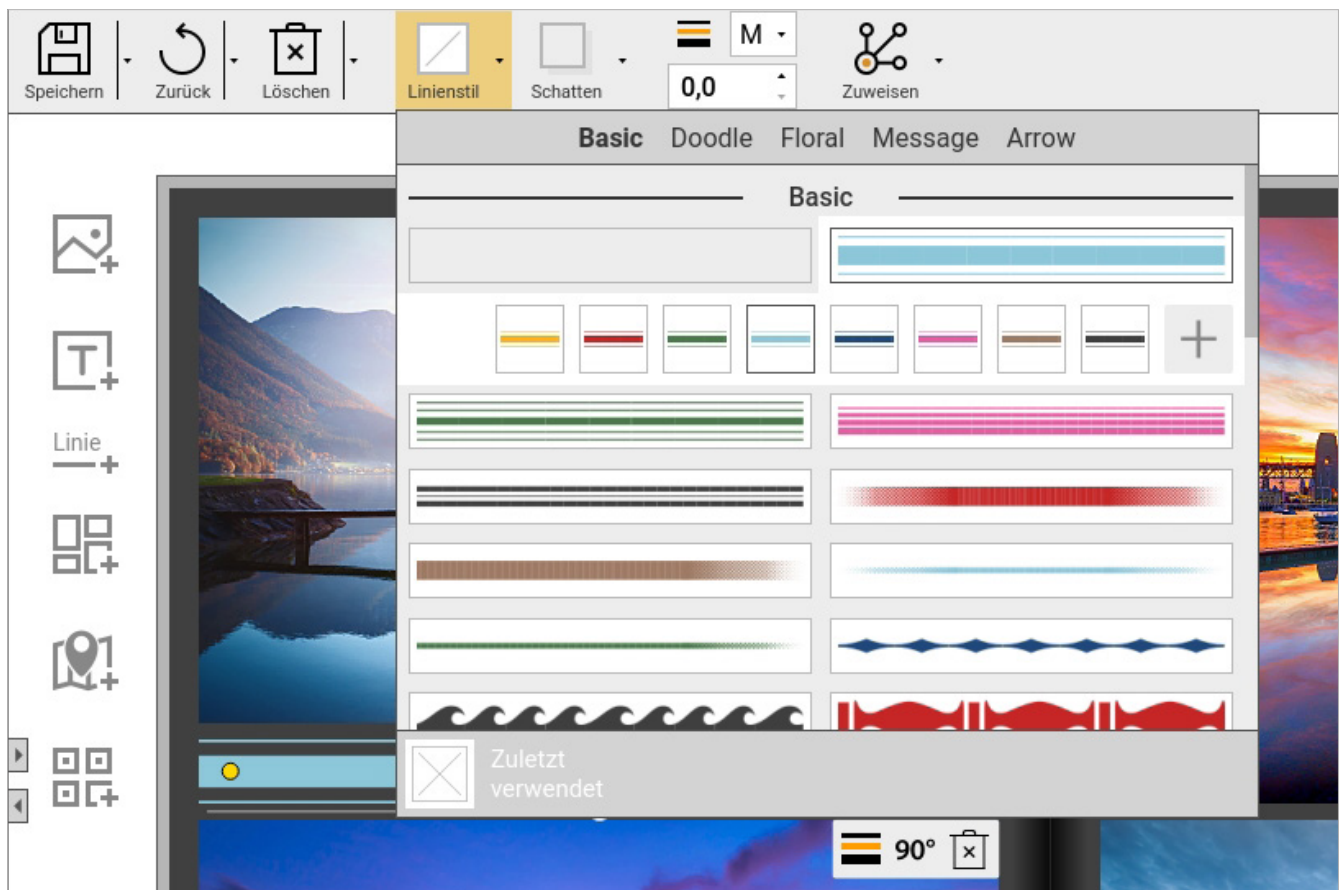 Speichern
Zurück
Löschen
Linienstil
Schatten
M
0,0
Zuweisen
Basic Doodle Floral Message Arrow
Basic
T
Linie
Zuletzt
verwendet
90°